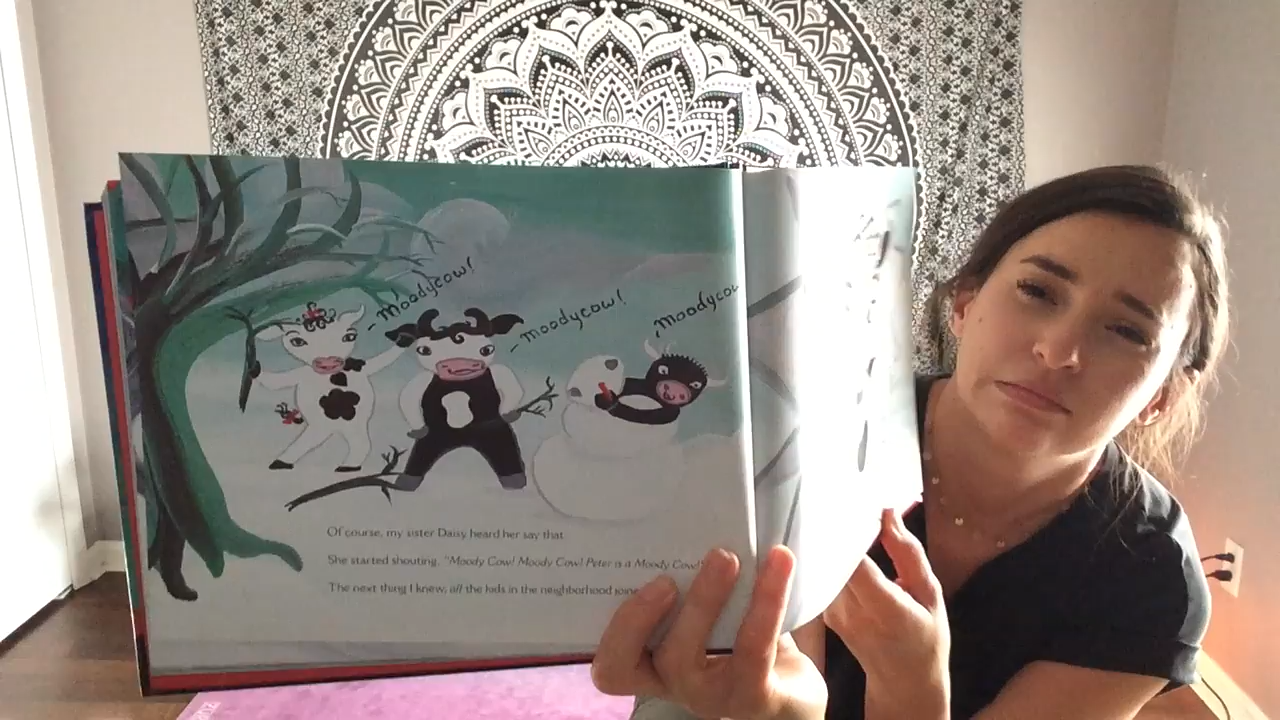 -moodycow!
-moodycow!
moodycow
Of course, my sister Daisy heard her say that.
She started shouting, "Moody Cow! Moody Cow! Peter is a Moody Cow!"
The next thing I knew, all the kids in the neighborhood joine